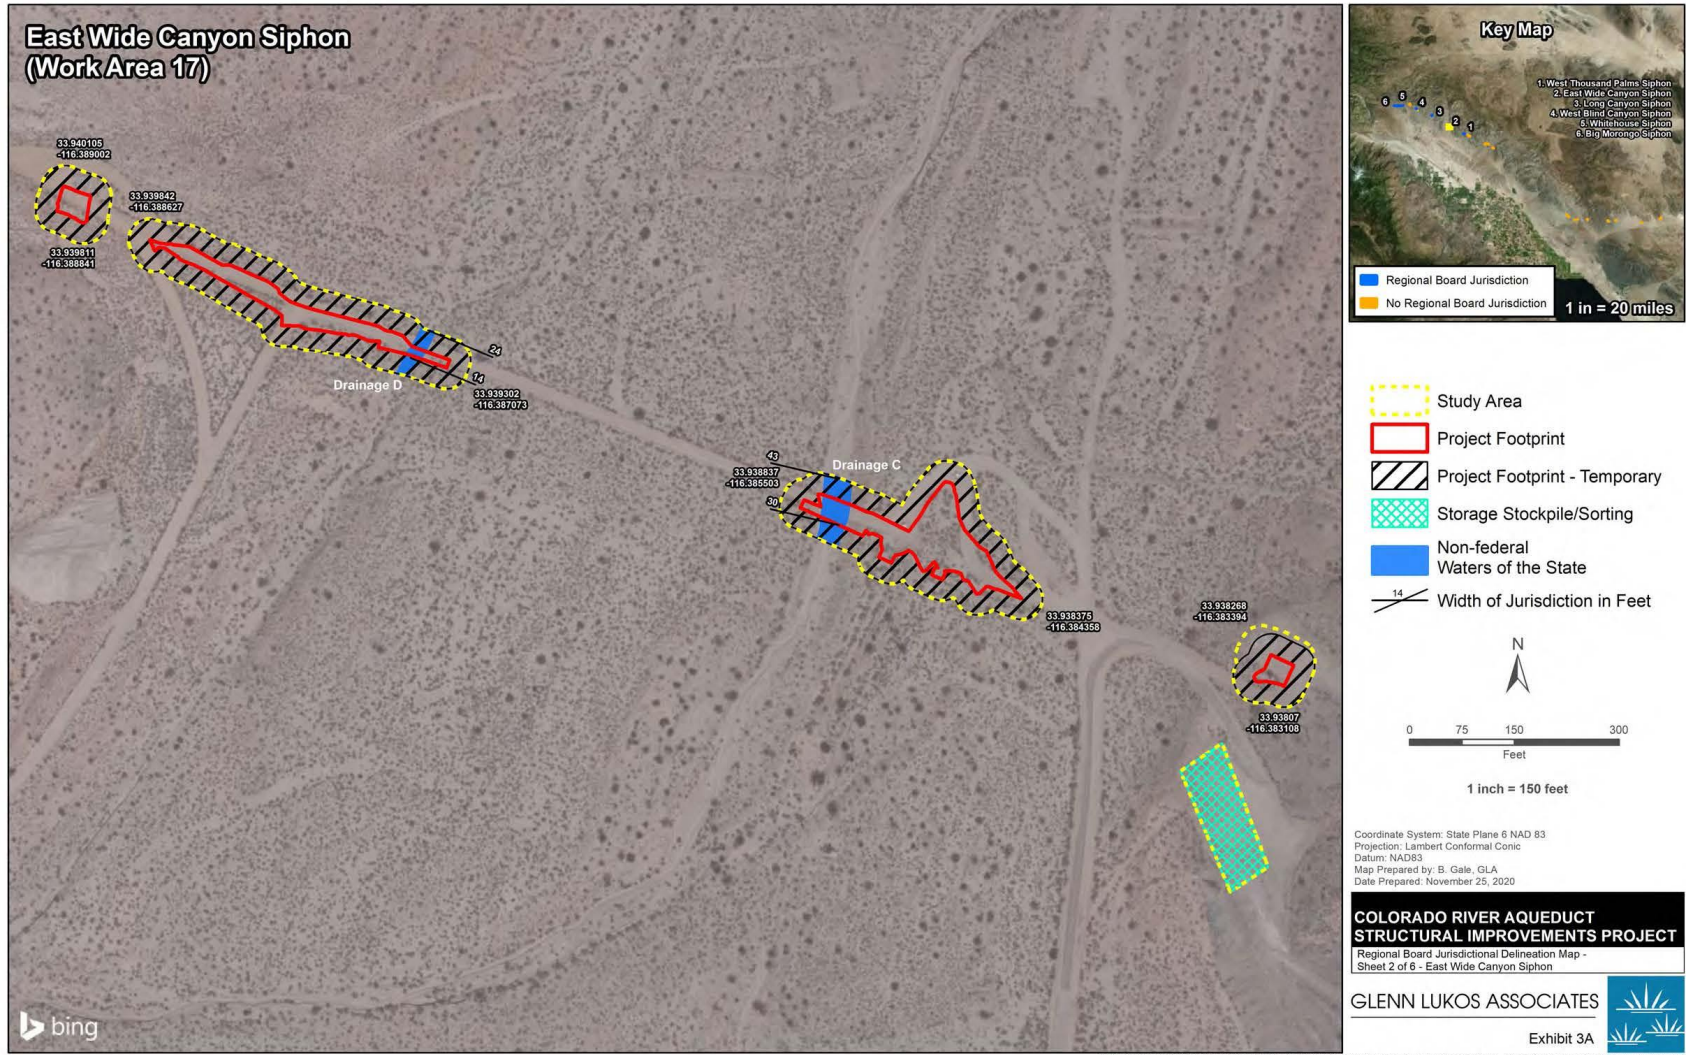 East Wide Canyon Siphon
(Work Area 17)
33.940105
-116.389002
33.939842
-116.388627
33.939811
-116.388841
24
14
Drainage D
33.939302
-116.387073
43
Drainage C
33.938837
-116.385503
30
33.938375
-116.384358
33.938268
-116.383394
33.93807
-116.383108
bing
Key Map
1. West Thousand Palms Siphon
2. East Wide Canyon Siphon
3. Long Canyon Siphon
4. West Blind Canyon Siphon
5. Whitehouse Siphon
6. Big Morongo Siphon
6
5
4
3
2
1
Regional Board Jurisdiction
No Regional Board Jurisdiction
1 in = 20 miles
Study Area
Project Footprint
Project Footprint - Temporary
Storage Stockpile/Sorting
Non-federal
Waters of the State
14
Width of Jurisdiction in Feet
N
0 75 150 300
Feet
1 inch = 150 feet
Coordinate System: State Plane 6 NAD 83
Projection: Lambert Conformal Conic
Datum: NAD83
Map Prepared by: B. Gale, GLA
Date Prepared: November 25, 2020
COLORADO RIVER AQUEDUCT
STRUCTURAL IMPROVEMENTS PROJECT
Regional Board Jurisdictional Delineation Map -
Sheet 2 of 6 - East Wide Canyon Siphon
GLENN LUKOS ASSOCIATES
Exhibit 3A